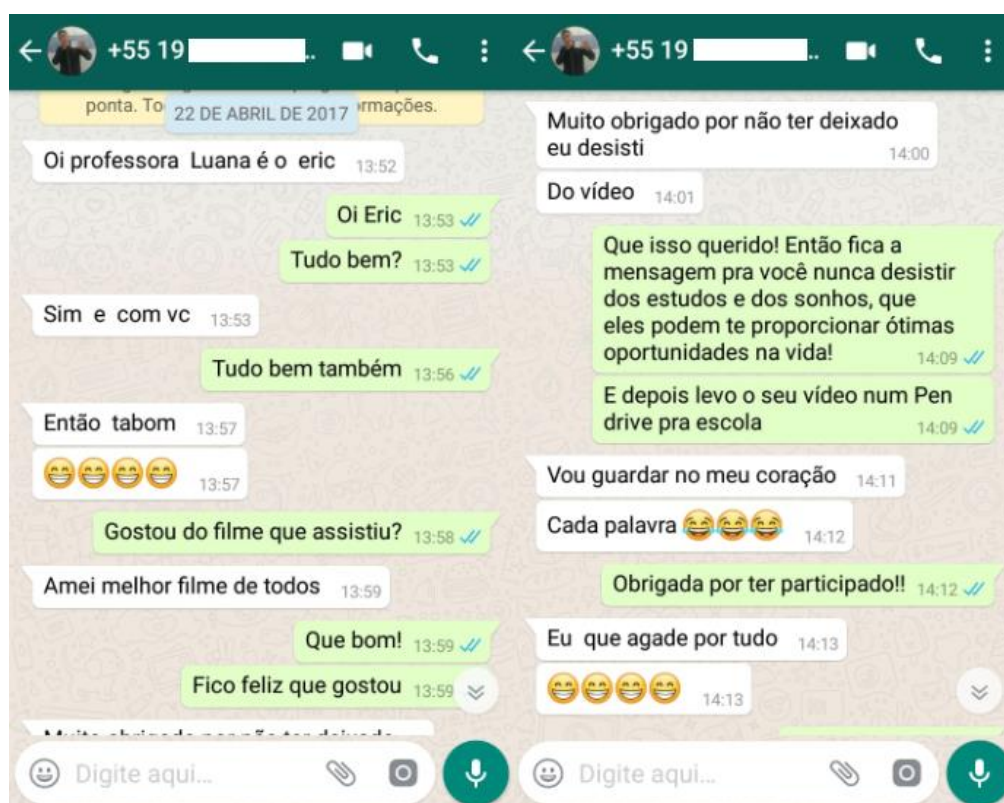 +55 19 ..
ponta. To
rmações.
22 DE ABRIL DE 2017
Oi professora Luana é o eric 13:52
Oi Eric 13:53
Tudo bem? 13:53
Sim e com vc 13:53
Tudo bem também 13:56
Então tabom 13:57
😁😁😁😁 13:57
Gostou do filme que assistiu? 13:58
Amei melhor filme de todos 13:59
Que bom! 13:59
Fico feliz que gostou 13:59
Digite aqui...
+55 19 ..
Muito obrigado por não ter deixado
eu desisti 14:00
Do vídeo 14:01
Que isso querido! Então fica a
mensagem pra você nunca desistir
dos estudos e dos sonhos, que
eles podem te proporcionar ótimas
oportunidades na vida! 14:09
E depois levo o seu vídeo num Pen
drive pra escola 14:09
Vou guardar no meu coração 14:11
Cada palavra 😂😂😂 14:12
Obrigada por ter participado!! 14:12
Eu que agade por tudo 14:13
😁😁😁😁 14:13
Digite aqui...